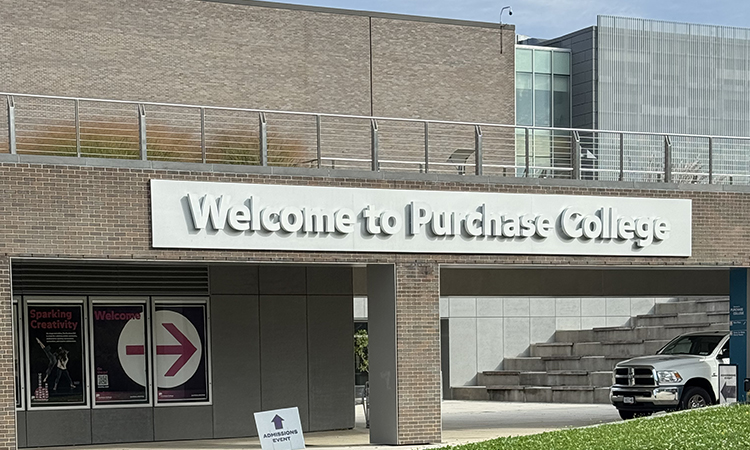 Welcome to Purchase College
Sparking
Creativity
Welcome
ADMISSIONS
EVENT